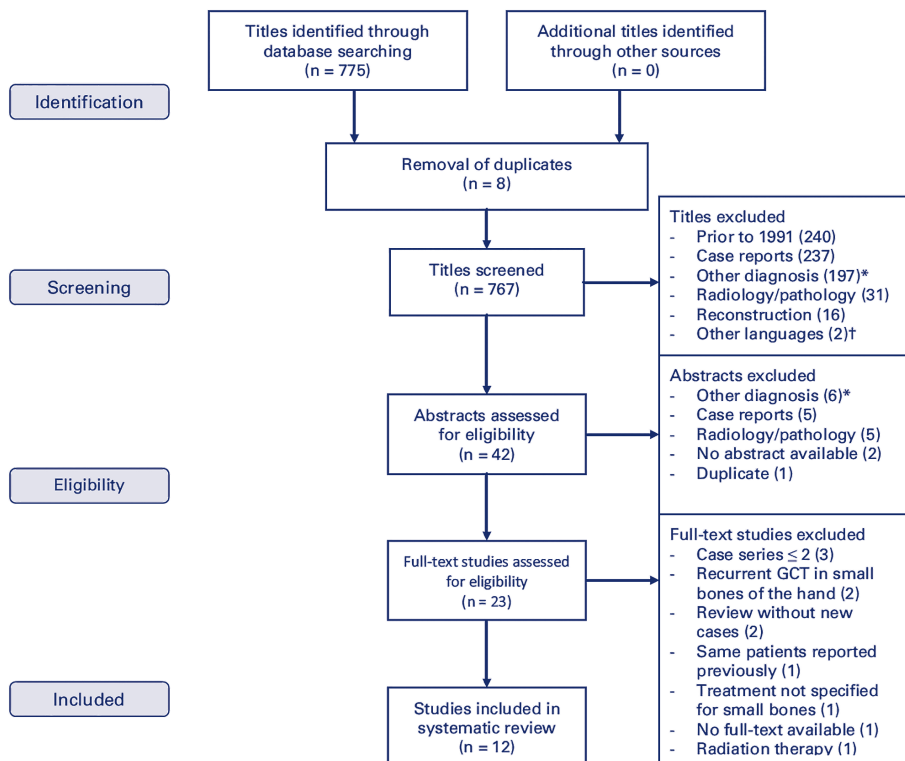 Titles identified through
database searching
(n = 775)
Additional titles identified
through other sources
(n = 0)
Identification
Removal of duplicates
(n = 8)
Titles excluded
- Prior to 1991 (240)
- Case reports (237)
- Other diagnosis (197)*
- Radiology/pathology (31)
- Reconstruction (16)
- Other languages (2)†
Titles screened
n = 767)
Screening
Abstracts excluded
- Other diagnosis (6)*
- Case reports (5)
- Radiology/pathology (5)
- No abstract available (2)
- Duplicate (1)
Abstracts assessed
for eligibility
n = 42)
Eligibility
Full-text studies excluded
- Case series ≤ 2 (3)
- Recurrent GCT in small
bones of the hand (2)
- Review without new
cases (2)
- Same patients reported
previously (1)
- Treatment not specified
for small bones (1)
- No full-text available (1)
- Radiation therapy (1)
Full-text studies assessed
for eligibility
(n = 23)
Included
Studies included in
systematic review
(n = 12)